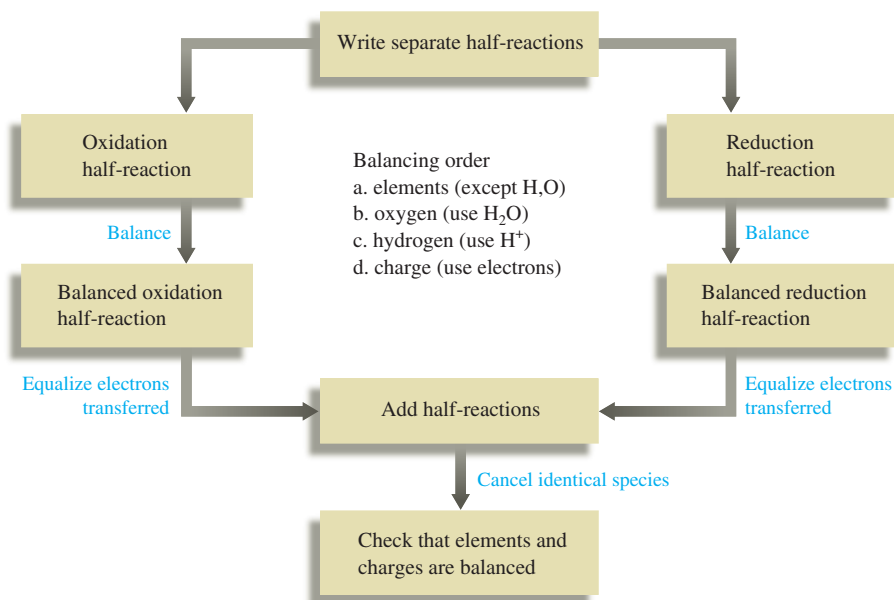 Write separate half-reactions
Oxidation
half-reaction
Reduction
half-reaction
Balancing order
a. elements (except H,O)
b. oxygen (use H₂O)
c. hydrogen (use H⁺)
d. charge (use electrons)
Balance
Balance
Balanced oxidation
half-reaction
Balanced reduction
half-reaction
Equalize electrons
transferred
Equalize electrons
transferred
Add half-reactions
Cancel identical species
Check that elements and
charges are balanced